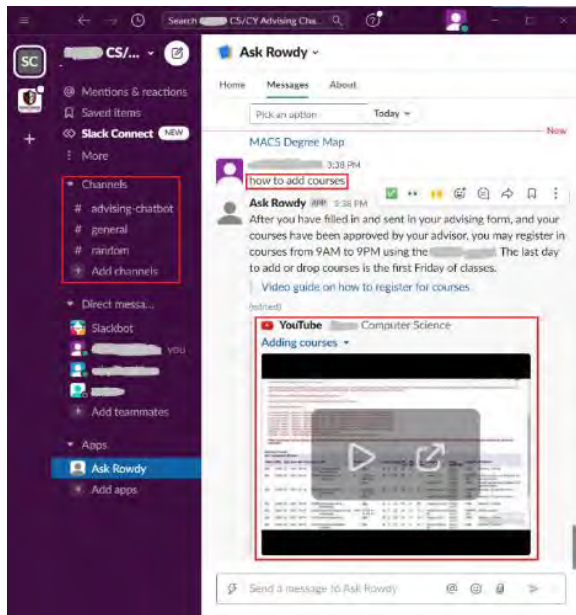 Search CS/CY Advising Cha...
SC
CS/...
Mentions & reactions
Saved Items
Slack Connect NEW
More
Channels
# advising-chatbot
# general
# random
+ Add channels
Direct messa...
Slackbot
you
+ Add teammates
Apps
Ask Rowdy
+ Add apps
Ask Rowdy
Home Messages About
Pick an option Today
New
MACS Degree Map
3:38 PM
how to add courses
Ask Rowdy APP 3:38 PM
After you have filled in and sent in your advising form, and your
courses have been approved by your advisor, you may register in
courses from 9AM to 9PM using the The last day
to add or drop courses is the first Friday of classes.
Video guide on how to register for courses
(edited)
YouTube Computer Science
Adding courses
Send a message to Ask Rowdy